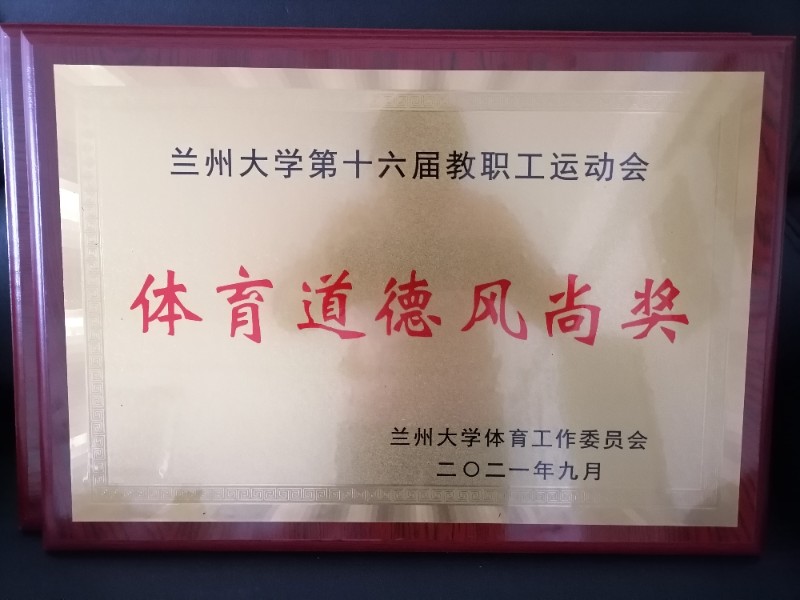 兰州大学第十六届教职工运动会
体育道德风尚奖
兰州大学体育工作委员会
二〇二一年九月